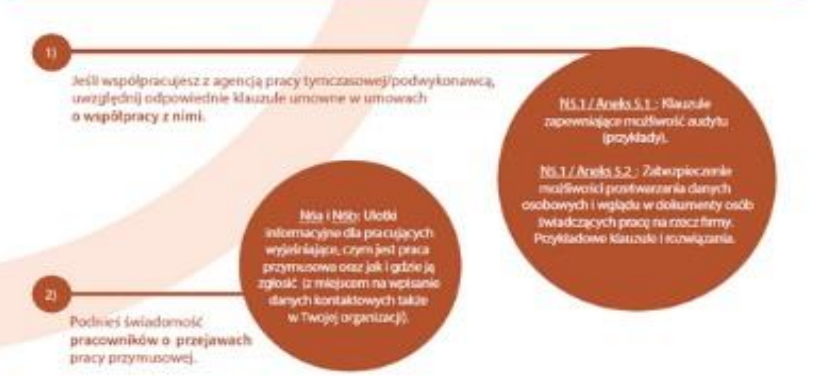 1)
Jeśli współpracujesz z agencją pracy tymczasowej/podwykonawcą,
uwzględnij odpowiednie klauzule umowne w umowach
o współpracy z nimi.
N5.1 / Aneks 5.1 : Klauzule
zapewniające możliwość audytu
(przykłady).
N5.1 / Aneks 5.2 : Zabezpieczenie
możliwości przetwarzania danych
osobowych i wglądu w dokumenty osób
świadczących pracę na rzecz firmy.
Przykładowe klauzule i rozwiązania.
N6a i N6b: Ulotki
informacyjne dla pracujących
wyjaśniające, czym jest praca
przymusowa oraz jak i gdzie ją
zgłosić (z miejscem na wpisanie
danych kontaktowych także
w Twojej organizacji).
2)
Podnieś świadomość
pracowników o przejawach
pracy przymusowej.